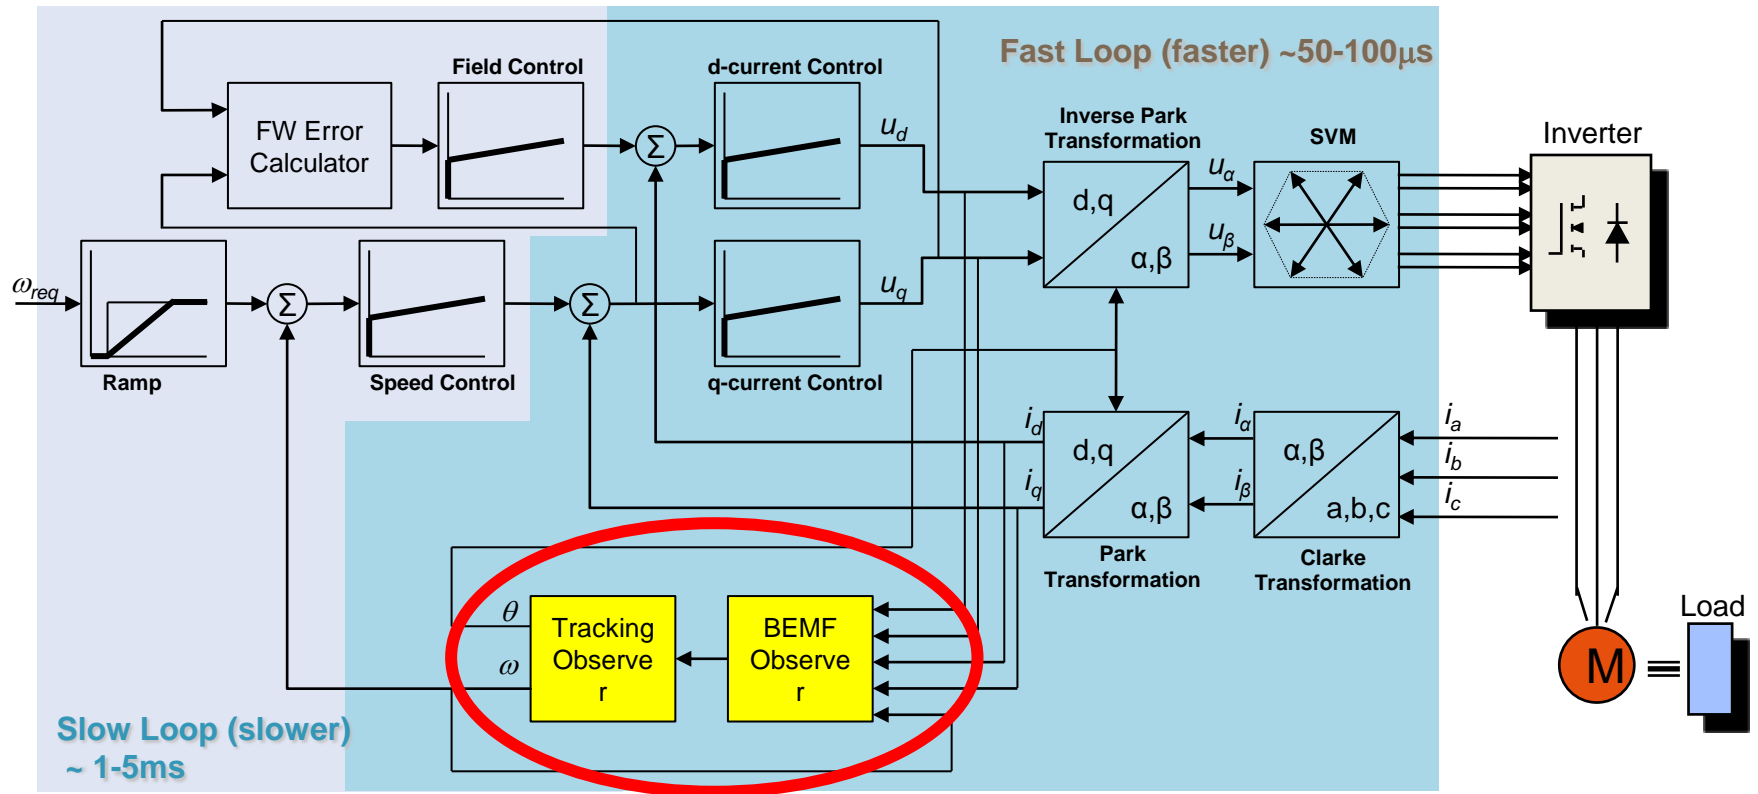 Fast Loop (faster) ~50-100μs
Field Control
d-current Control
FW Error
Calculator
Σ
u_d
Inverse Park
Transformation
d,q
α,β
u_α
u_β
SVM
Inverter
ω_req
Ramp
Σ
Speed Control
Σ
q-current Control
u_q
i_d
i_q
d,q
α,β
Park
Transformation
i_α
i_β
α,β
a,b,c
Clarke
Transformation
i_a
i_b
i_c
θ
ω
Tracking
Observe
r
BEMF
Observe
r
Load
M
Slow Loop (slower)
~ 1-5ms